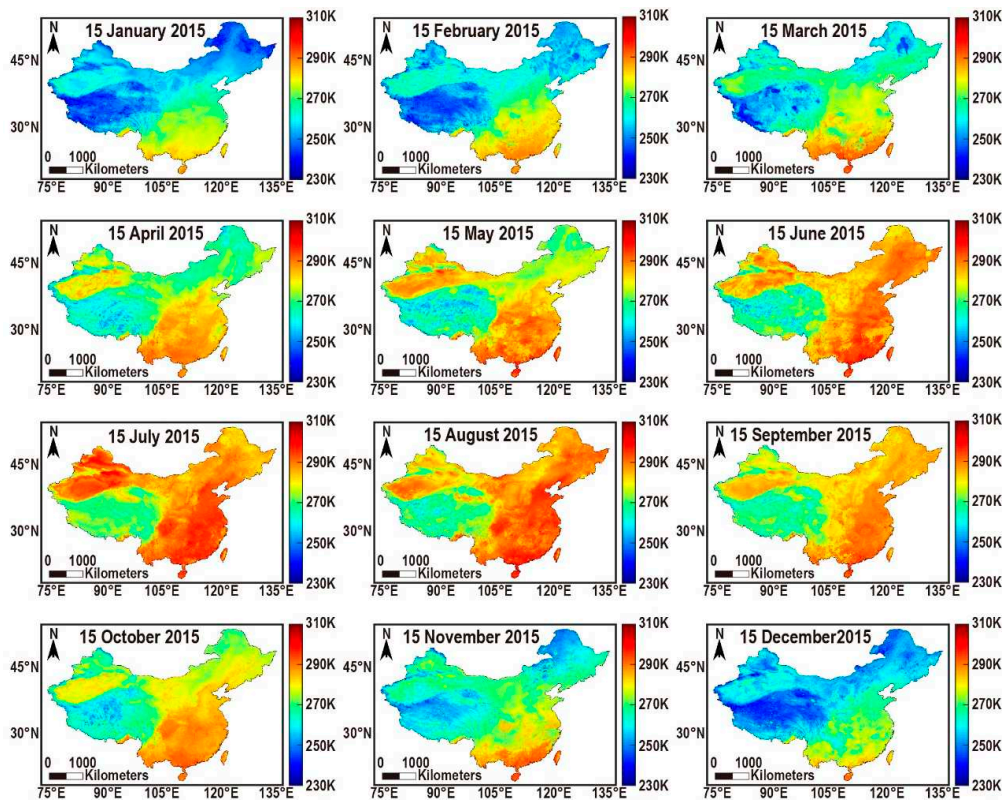 310K 310K 310K
N 15 January 2015 N 15 February 2015 N 15 March 2015
45°N 290K 45°N 290K 45°N 290K
270K 270K 270K
30°N 250K 30°N 250K 30°N 250K
0 1000 0 1000 0 1000
Kilometers Kilometers Kilometers
230K 230K 230K
75°E 90°E 105°E 120°E 135°E 75°E 90°E 105°E 120°E 135°E 75°E 90°E 105°E 120°E 135°E
310K 310K 310K
N 15 April 2015 N 15 May 2015 N 15 June 2015
45°N 290K 45°N 290K 45°N 290K
270K 270K 270K
30°N 250K 30°N 250K 30°N 250K
0 1000 0 1000 0 1000
Kilometers Kilometers Kilometers
230K 230K 230K
75°E 90°E 105°E 120°E 135°E 75°E 90°E 105°E 120°E 135°E 75°E 90°E 105°E 120°E 135°E
310K 310K 310K
N 15 July 2015 N 15 August 2015 N 15 September 2015
45°N 290K 45°N 290K 45°N 290K
270K 270K 270K
30°N 250K 30°N 250K 30°N 250K
0 1000 0 1000 0 1000
Kilometers Kilometers Kilometers
230K 230K 230K
75°E 90°E 105°E 120°E 135°E 75°E 90°E 105°E 120°E 135°E 75°E 90°E 105°E 120°E 135°E
310K 310K 310K
N 15 October 2015 N 15 November 2015 N 15 December2015
45°N 290K 45°N 290K 45°N 290K
270K 270K 270K
30°N 250K 30°N 250K 30°N 250K
0 1000 0 1000 0 1000
Kilometers Kilometers Kilometers
230K 230K 230K
75°E 90°E 105°E 120°E 135°E 75°E 90°E 105°E 120°E 135°E 75°E 90°E 105°E 120°E 135°E